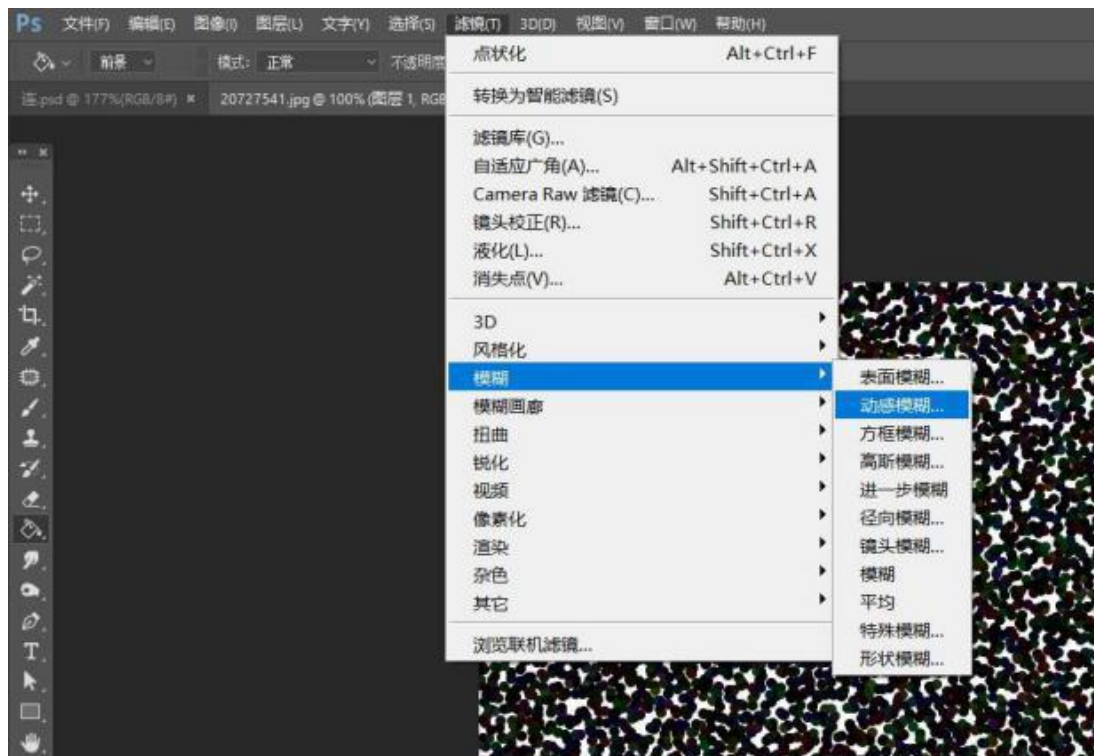 Ps 文件(F) 编辑(E) 图像(I) 图层(L) 文字(Y) 选择(S) 滤镜(T) 3D(D) 视图(V) 窗口(W) 帮助(H)
前景 模式: 正常 不透明度
连.psd @ 177%(RGB/8#) × 20727541.jpg @ 100% (图层 1, RGB
点状化 Alt+Ctrl+F
转换为智能滤镜(S)
滤镜库(G)...
自适应广角(A)... Alt+Shift+Ctrl+A
Camera Raw 滤镜(C)... Shift+Ctrl+A
镜头校正(R)... Shift+Ctrl+R
液化(L)... Shift+Ctrl+X
消失点(V)... Alt+Ctrl+V
3D
风格化
模糊
模糊画廊
扭曲
锐化
视频
像素化
渲染
杂色
其它
浏览联机滤镜...
表面模糊...
动感模糊...
方框模糊...
高斯模糊...
进一步模糊
径向模糊...
镜头模糊...
模糊
平均
特殊模糊...
形状模糊...